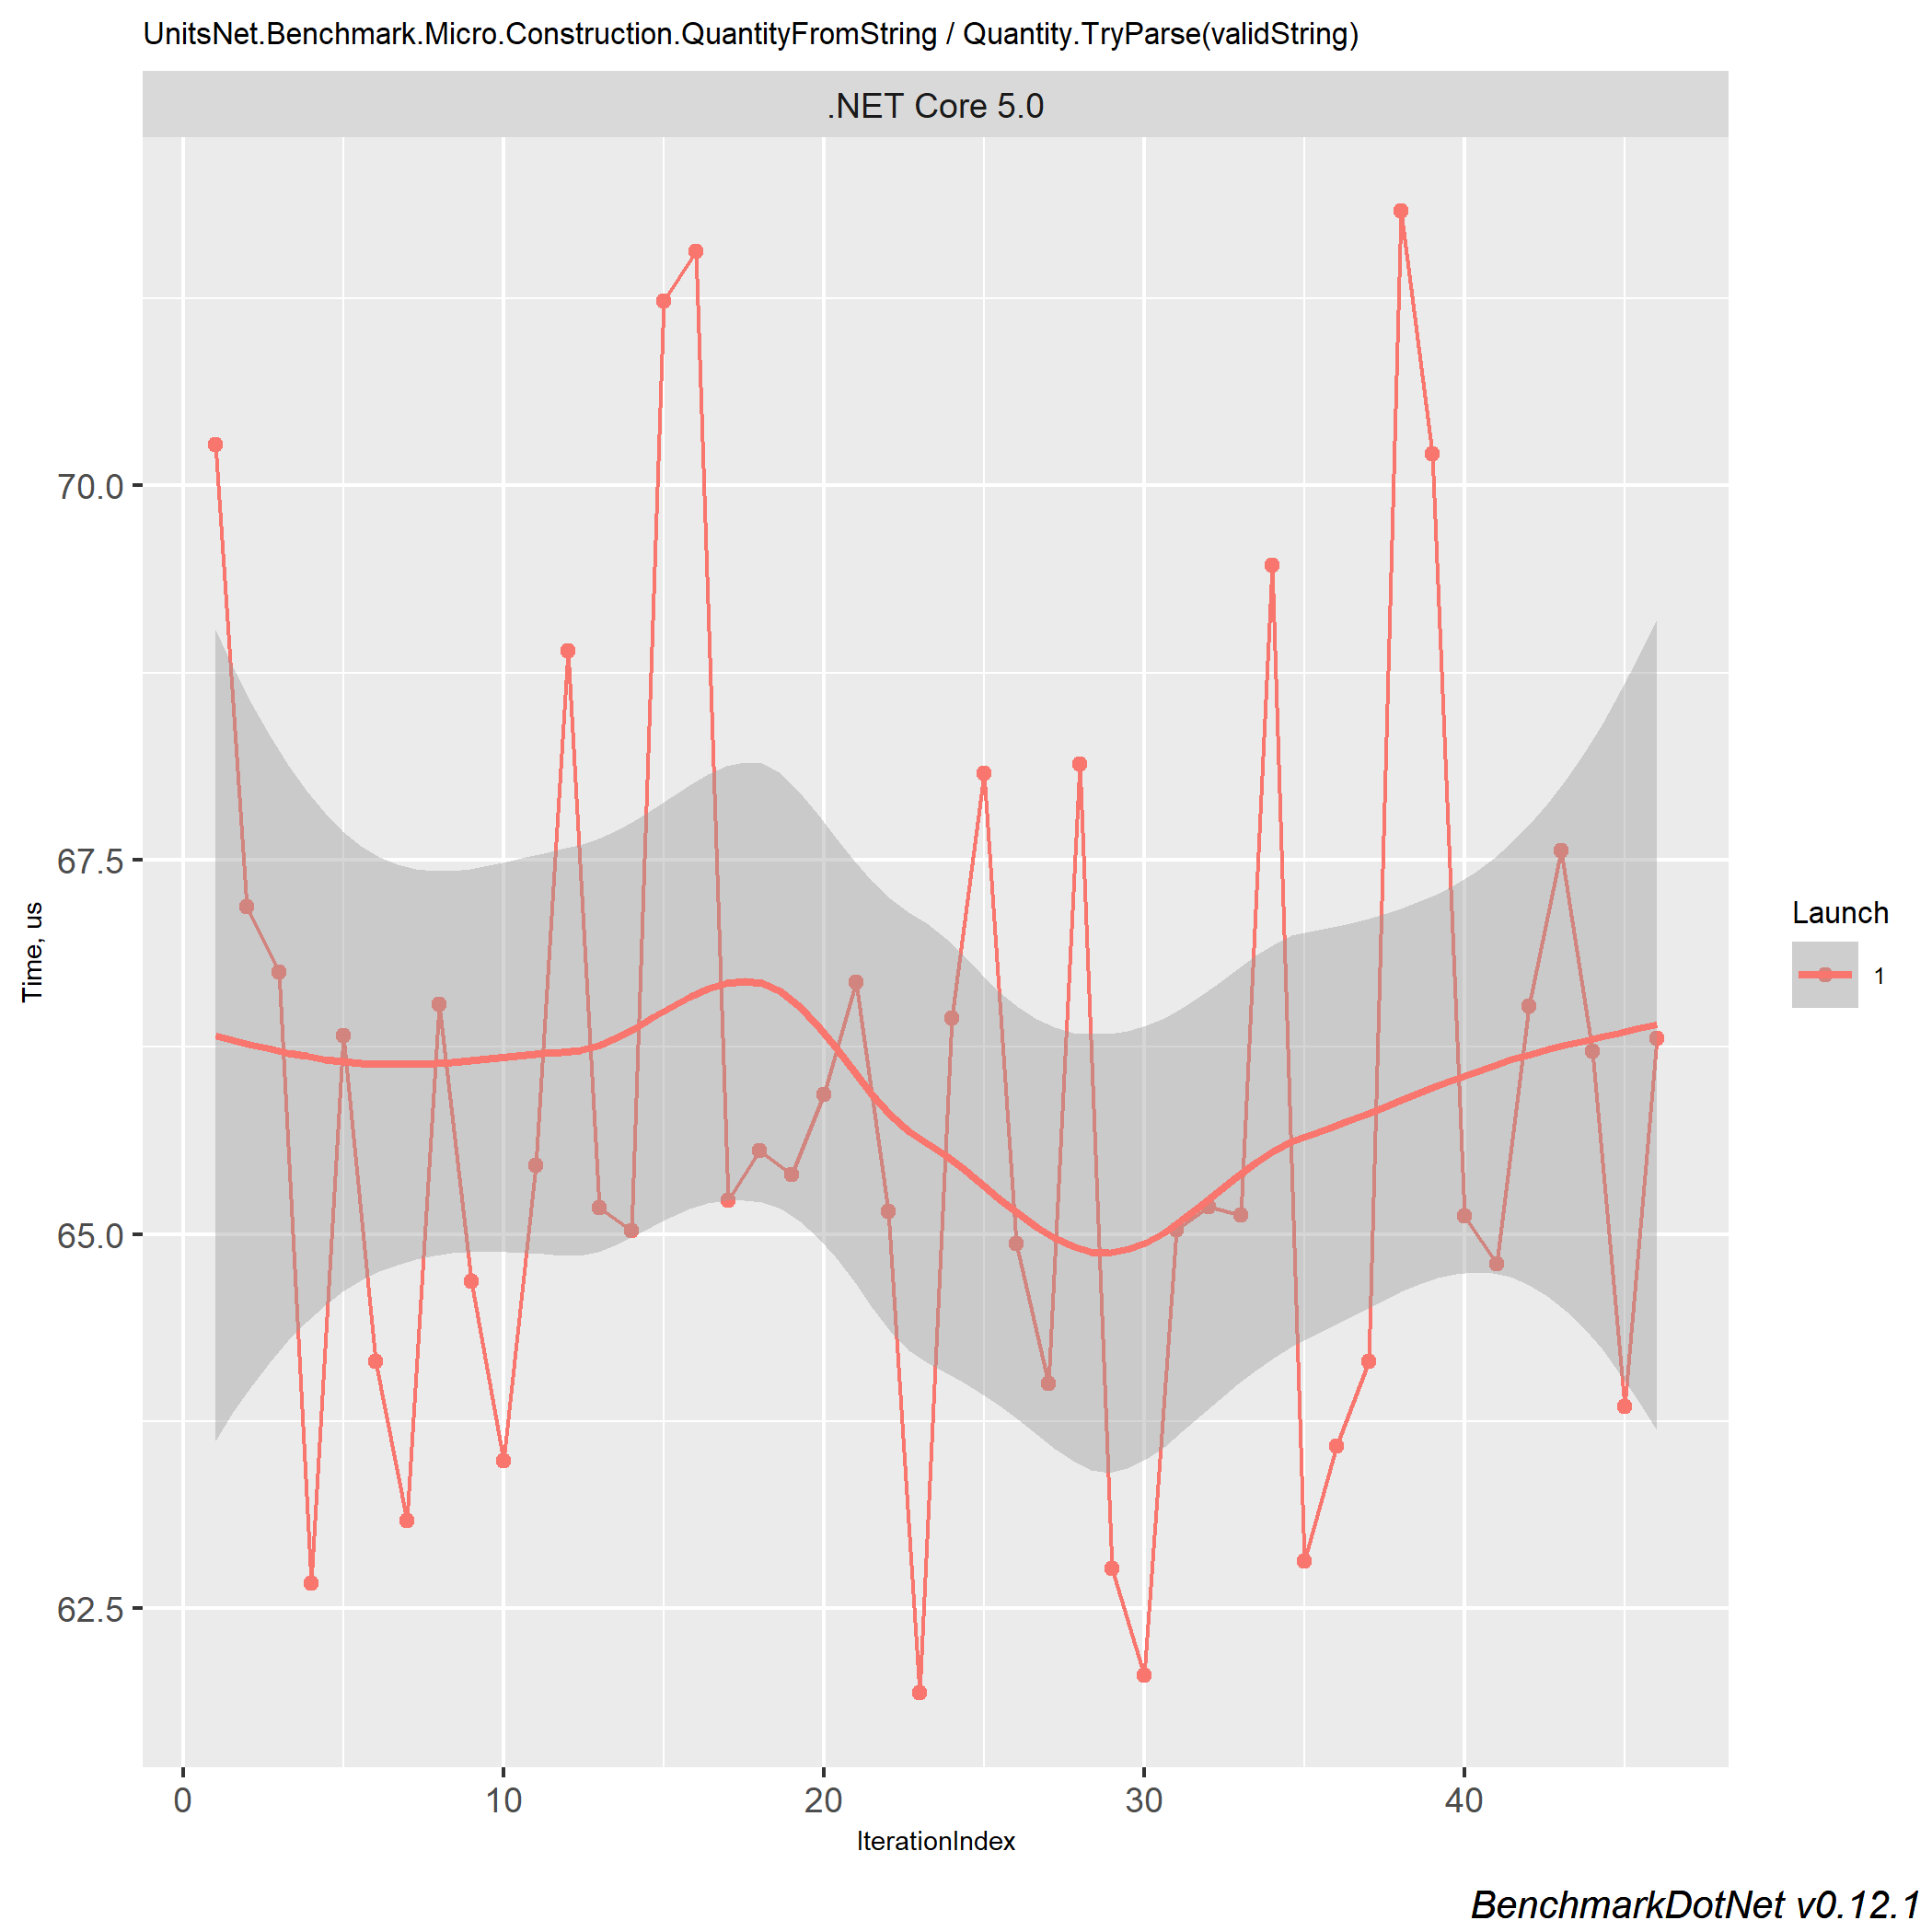 UnitsNet.Benchmark.Micro.Construction.QuantityFromString / Quantity.TryParse(validString)
.NET Core 5.0
70.0
67.5
65.0
62.5
Time, us
0 10 20 30 40
IterationIndex
Launch
1
BenchmarkDotNet v0.12.1